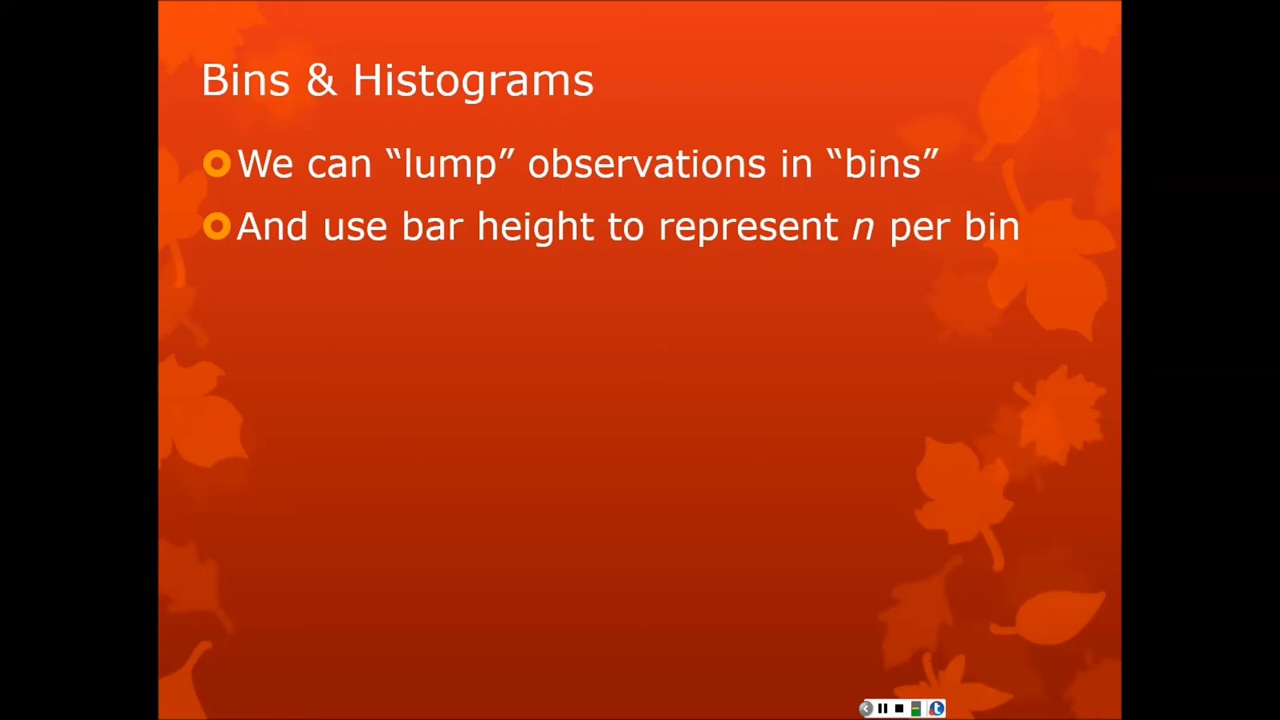 Bins & Histograms
We can “lump” observations in “bins”
And use bar height to represent n per bin